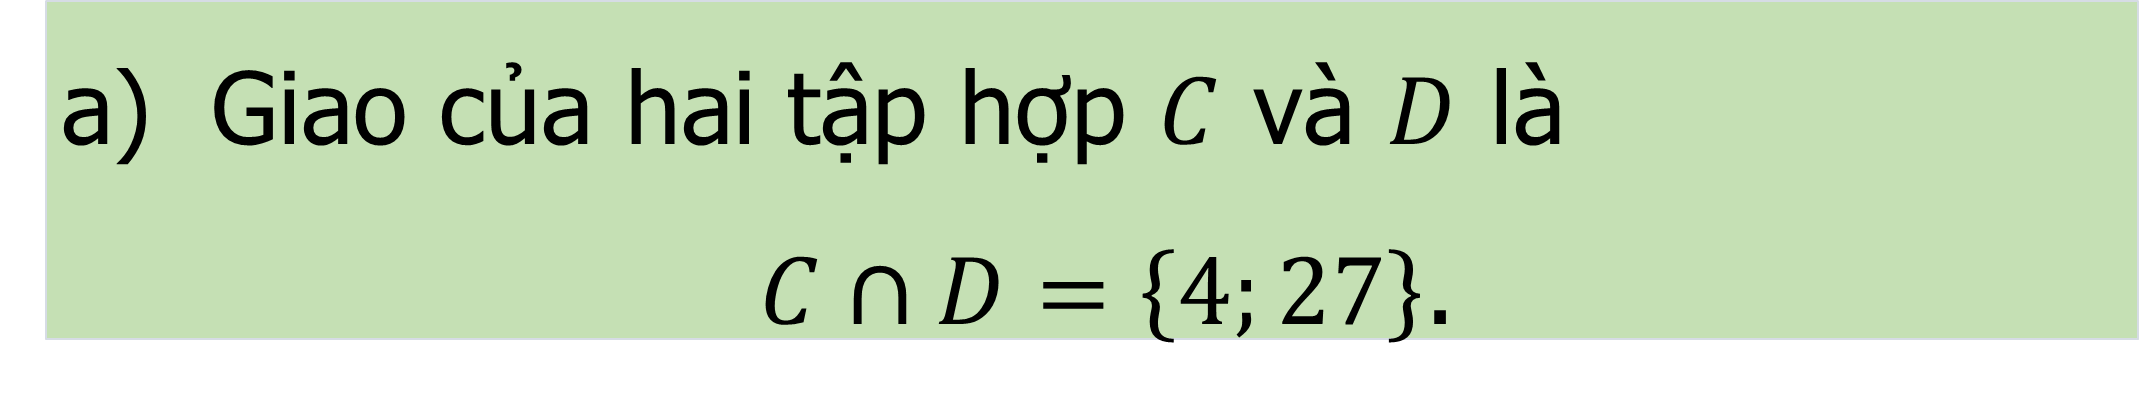 a) Giao của hai tập hợp C và D là
C ∩ D = {4; 27}.